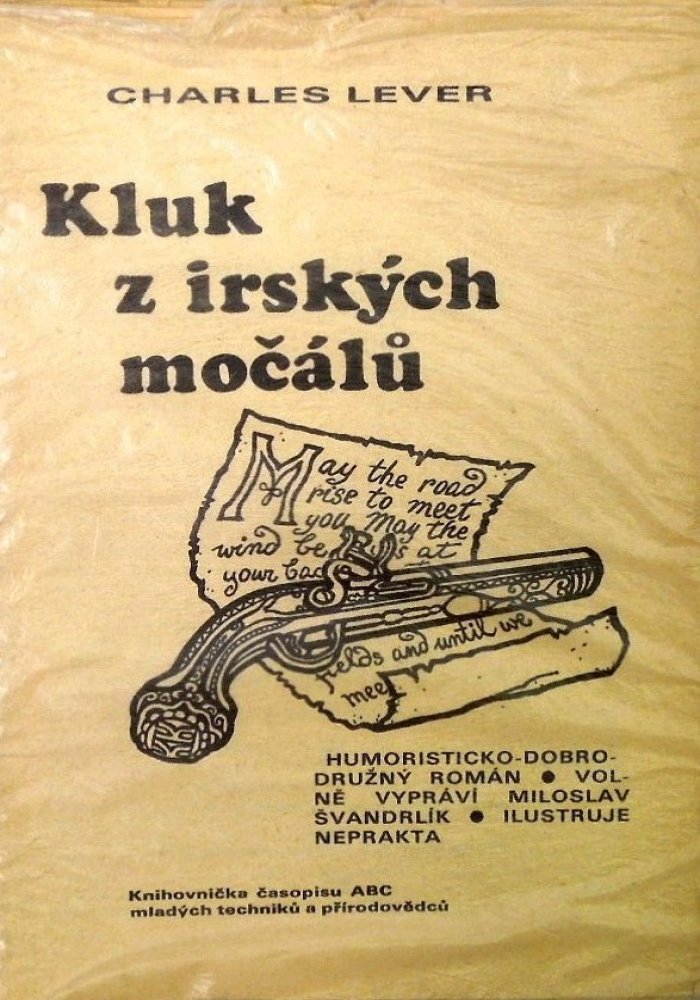 CHARLES LEVER
Kluk
z irských
močálů
May the road
rise to meet
you May the
wind be at
your
fields and until we
meet
HUMORISTICKO-DOBRO-
DRUŽNÝ ROMÁN ● VOL-
NĚ VYPRÁVÍ MILOSLAV
ŠVANDRLÍK ● ILUSTRUJE
NEPRAKTA
Knihovnička časopisu ABC
mladých techniků a přírodovědců